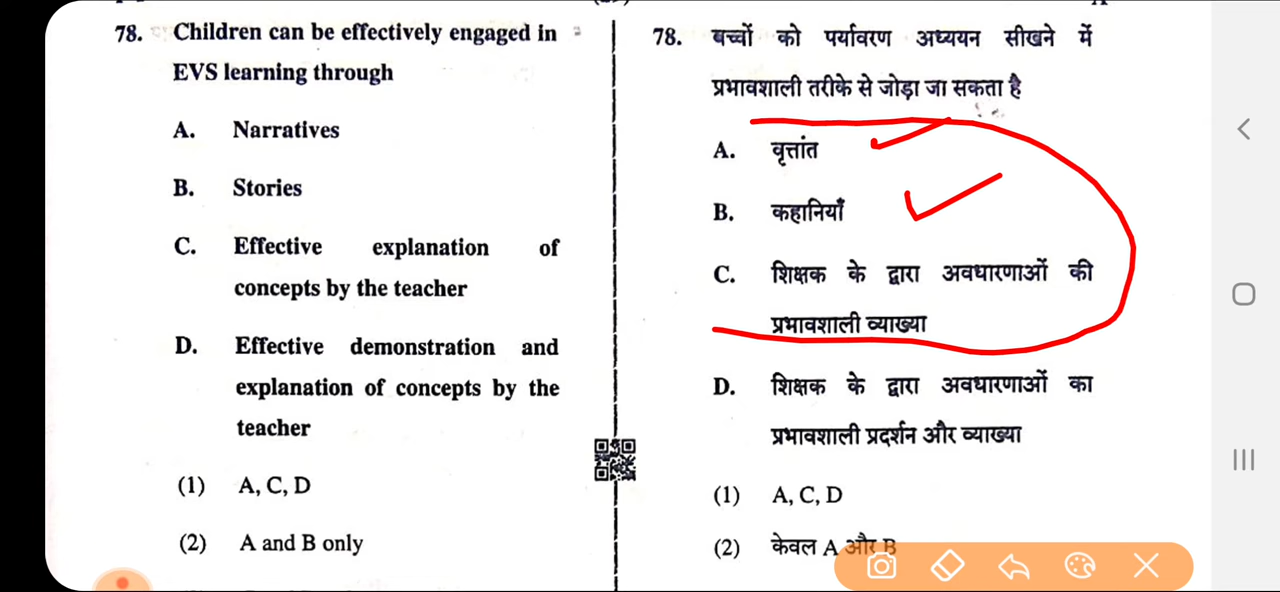 78. Children can be effectively engaged in
EVS learning through
A. Narratives
B. Stories
C. Effective explanation of
concepts by the teacher
D. Effective demonstration and
explanation of concepts by the
teacher
(1) A, C, D
(2) A and B only
78. बच्चों को पर्यावरण अध्ययन सीखने में
प्रभावशाली तरीके से जोड़ा जा सकता है
A. वृत्तांत
B. कहानियाँ
C. शिक्षक के द्वारा अवधारणाओं की
प्रभावशाली व्याख्या
D. शिक्षक के द्वारा अवधारणाओं का
प्रभावशाली प्रदर्शन और व्याख्या
(1) A, C, D
(2) केवल A और B